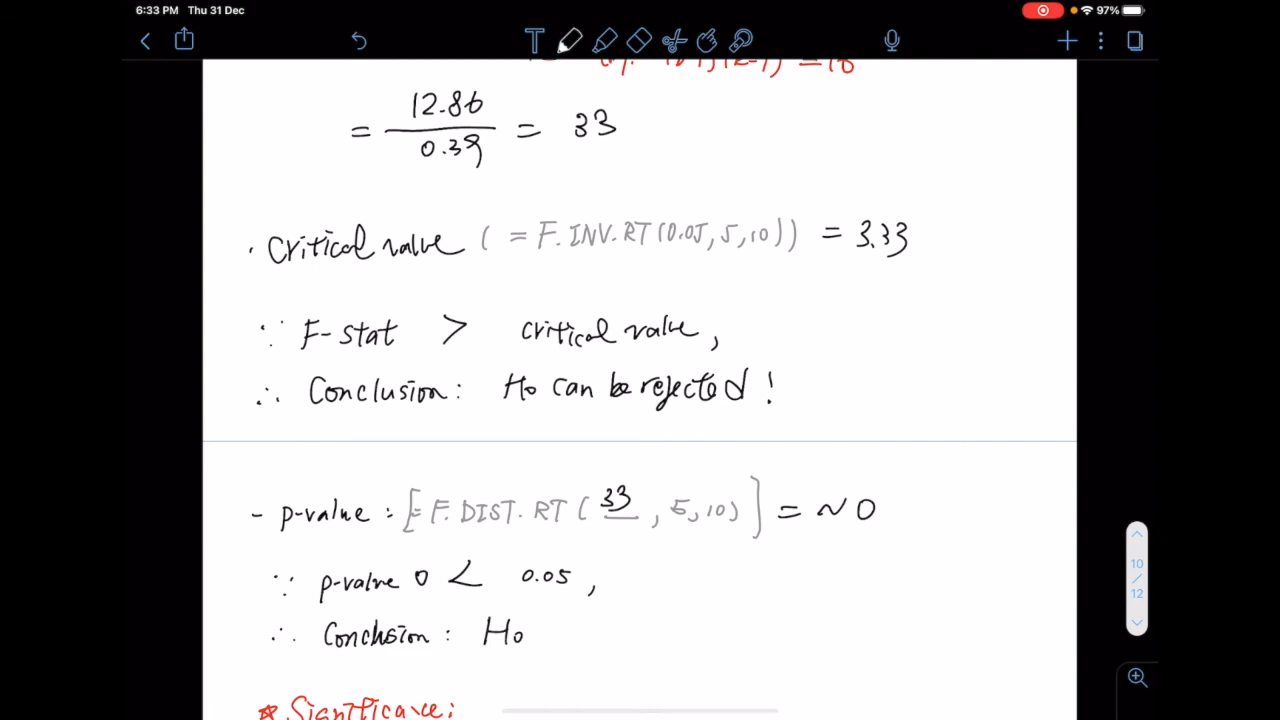 6:33 PM Thu 31 Dec 97%
= 12.86 / 0.39 = 33
· Critical value ( = F.INV.RT(0.05, 5, 10)) = 3.33
∵ F-stat > critical value,
∴ Conclusion: Ho can be rejected!
- p-value: [= F.DIST.RT( 33 , 5, 10) ] = ~ 0
∵ p-value 0 < 0.05,
∴ Conclusion: Ho
* Significance:
10 / 12